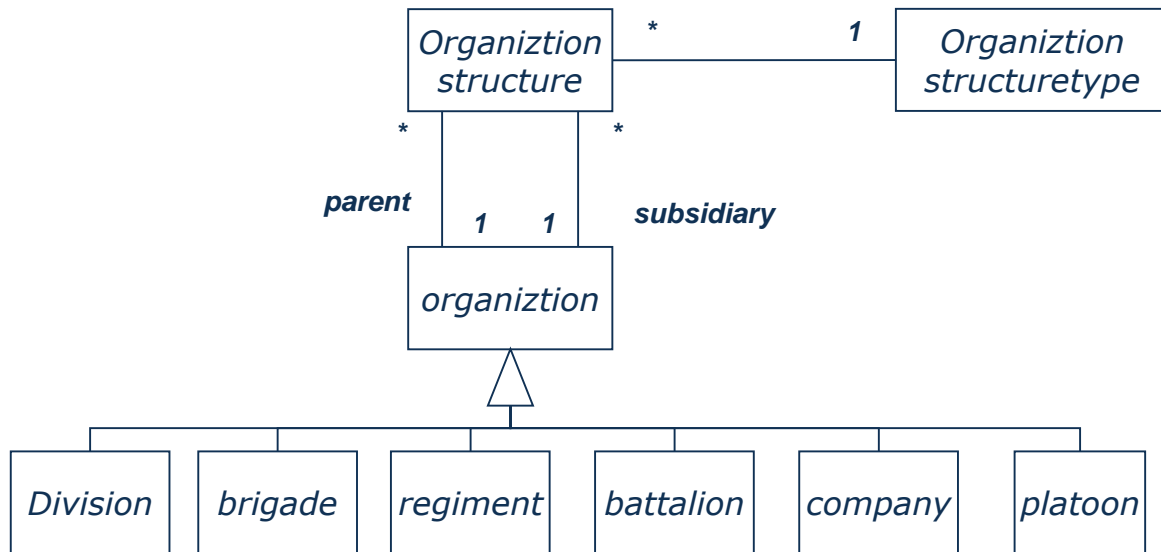 Organiztion
structure
*
1
Organiztion
structuretype
*
*
parent
1
1
subsidiary
organiztion
Division
brigade
regiment
battalion
company
platoon